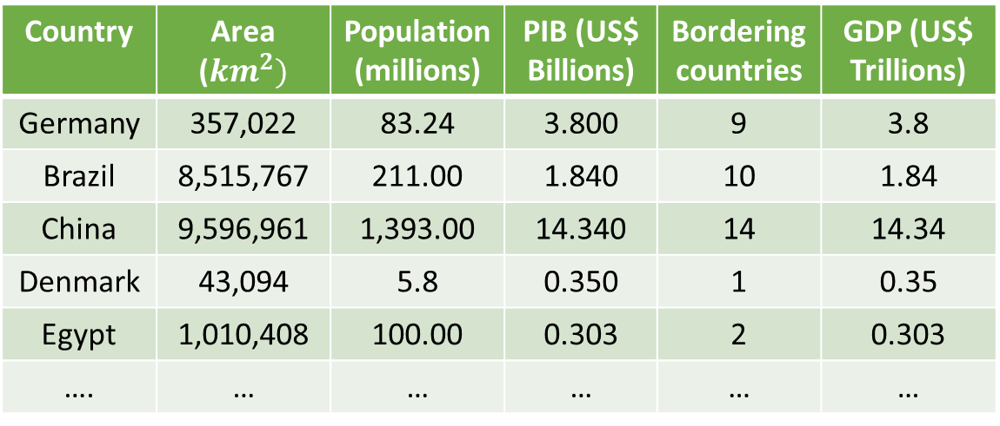 Country Area (km²) Population (millions) PIB (US$ Billions) Bordering countries GDP (US$ Trillions)
Germany 357,022 83.24 3.800 9 3.8
Brazil 8,515,767 211.00 1.840 10 1.84
China 9,596,961 1,393.00 14.340 14 14.34
Denmark 43,094 5.8 0.350 1 0.35
Egypt 1,010,408 100.00 0.303 2 0.303
.... ... ... ... ... ...